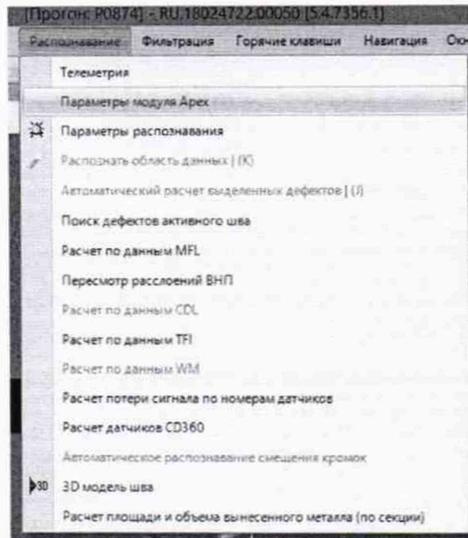 [Прогон: P0874] - RU.18024722.00050 [5.4.7356.1]
Распознавание Фильтрация Горячие клавиши Навигация Окн
Телеметрия
Параметры модуля Apex
Параметры распознавания
Распознать область данных | (K)
Автоматический расчет выделенных дефектов | (J)
Поиск дефектов активного шва
Расчет по данным MFL
Пересмотр расслоений ВНП
Расчет по данным CDL
Расчет по данным TFI
Расчет по данным WM
Расчет потери сигнала по номерам датчиков
Расчет датчиков CD360
Автоматическое распознавание смещения кромок
3D 3D модель шва
Расчет площади и объема вынесенного металла (по секции)